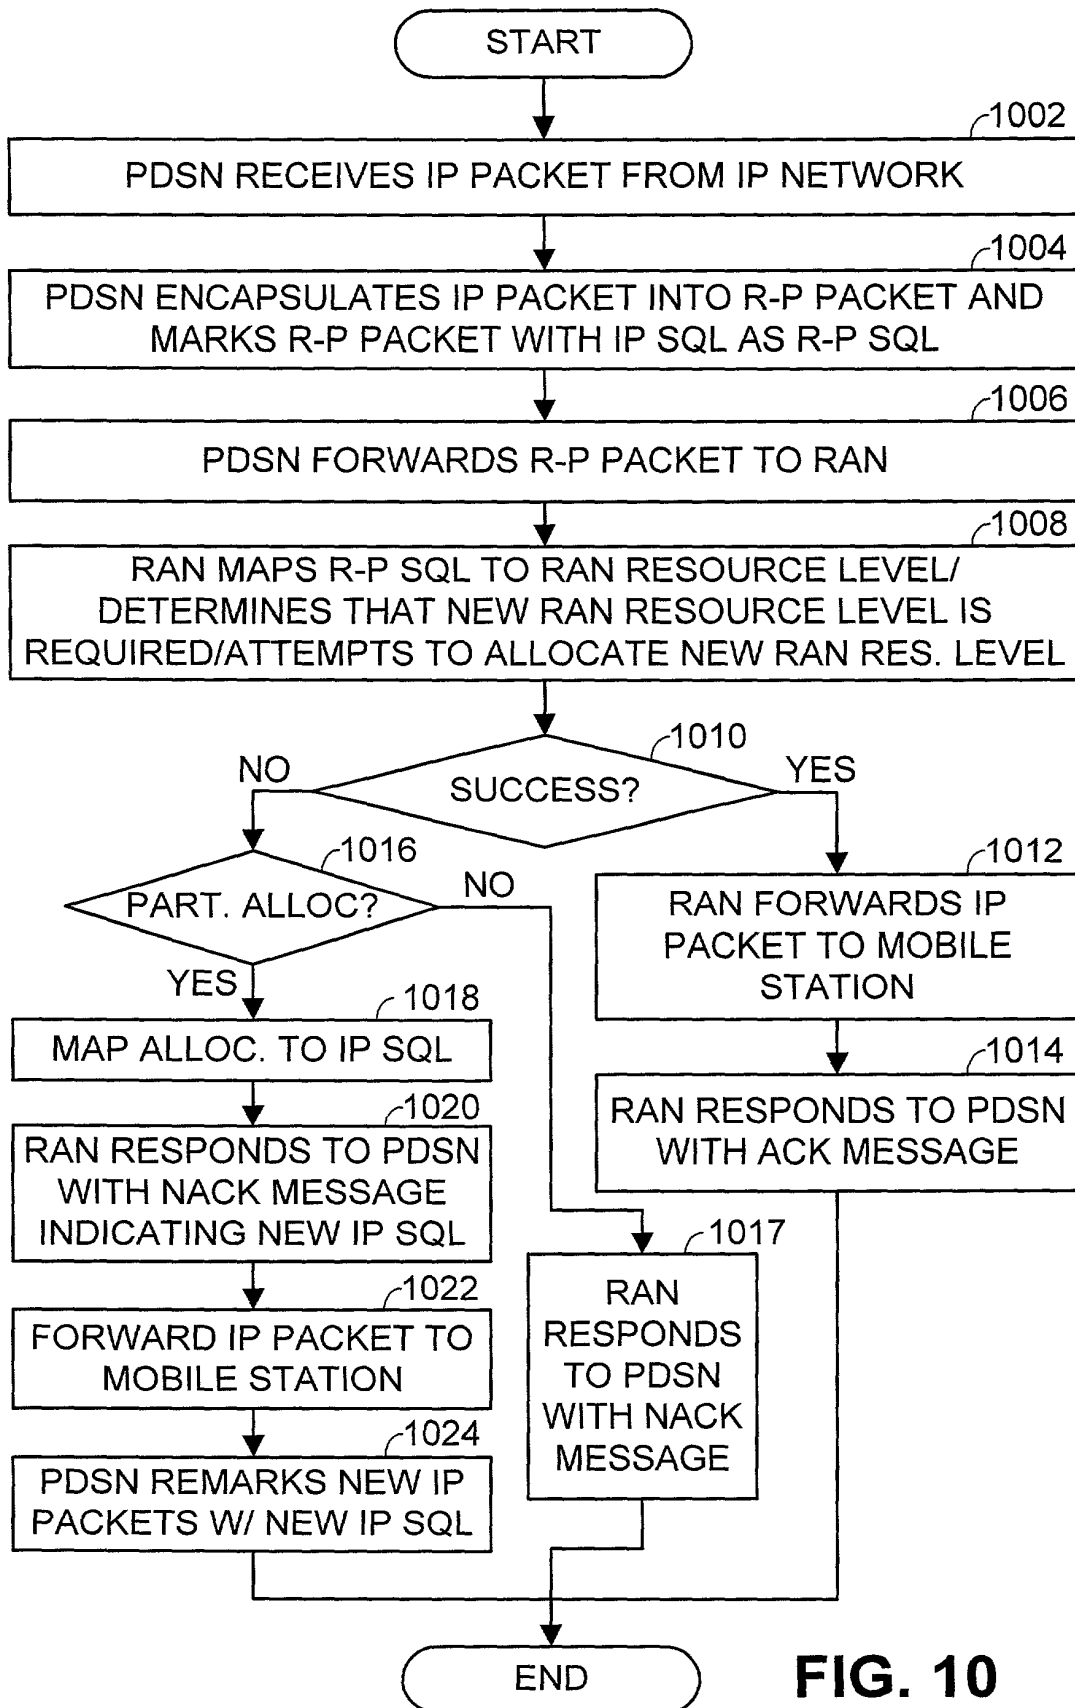 START
1002
PDSN RECEIVES IP PACKET FROM IP NETWORK
1004
PDSN ENCAPSULATES IP PACKET INTO R-P PACKET AND
MARKS R-P PACKET WITH IP SQL AS R-P SQL
1006
PDSN FORWARDS R-P PACKET TO RAN
1008
RAN MAPS R-P SQL TO RAN RESOURCE LEVEL/
DETERMINES THAT NEW RAN RESOURCE LEVEL IS
REQUIRED/ATTEMPTS TO ALLOCATE NEW RAN RES. LEVEL
1010
SUCCESS?
NO
YES
1016
PART. ALLOC?
NO
YES
1012
RAN FORWARDS IP
PACKET TO MOBILE
STATION
1014
RAN RESPONDS TO PDSN
WITH ACK MESSAGE
1018
MAP ALLOC. TO IP SQL
1020
RAN RESPONDS TO PDSN
WITH NACK MESSAGE
INDICATING NEW IP SQL
1022
FORWARD IP PACKET TO
MOBILE STATION
1024
PDSN REMARKS NEW IP
PACKETS W/ NEW IP SQL
1017
RAN
RESPONDS
TO PDSN
WITH NACK
MESSAGE
END
FIG. 10